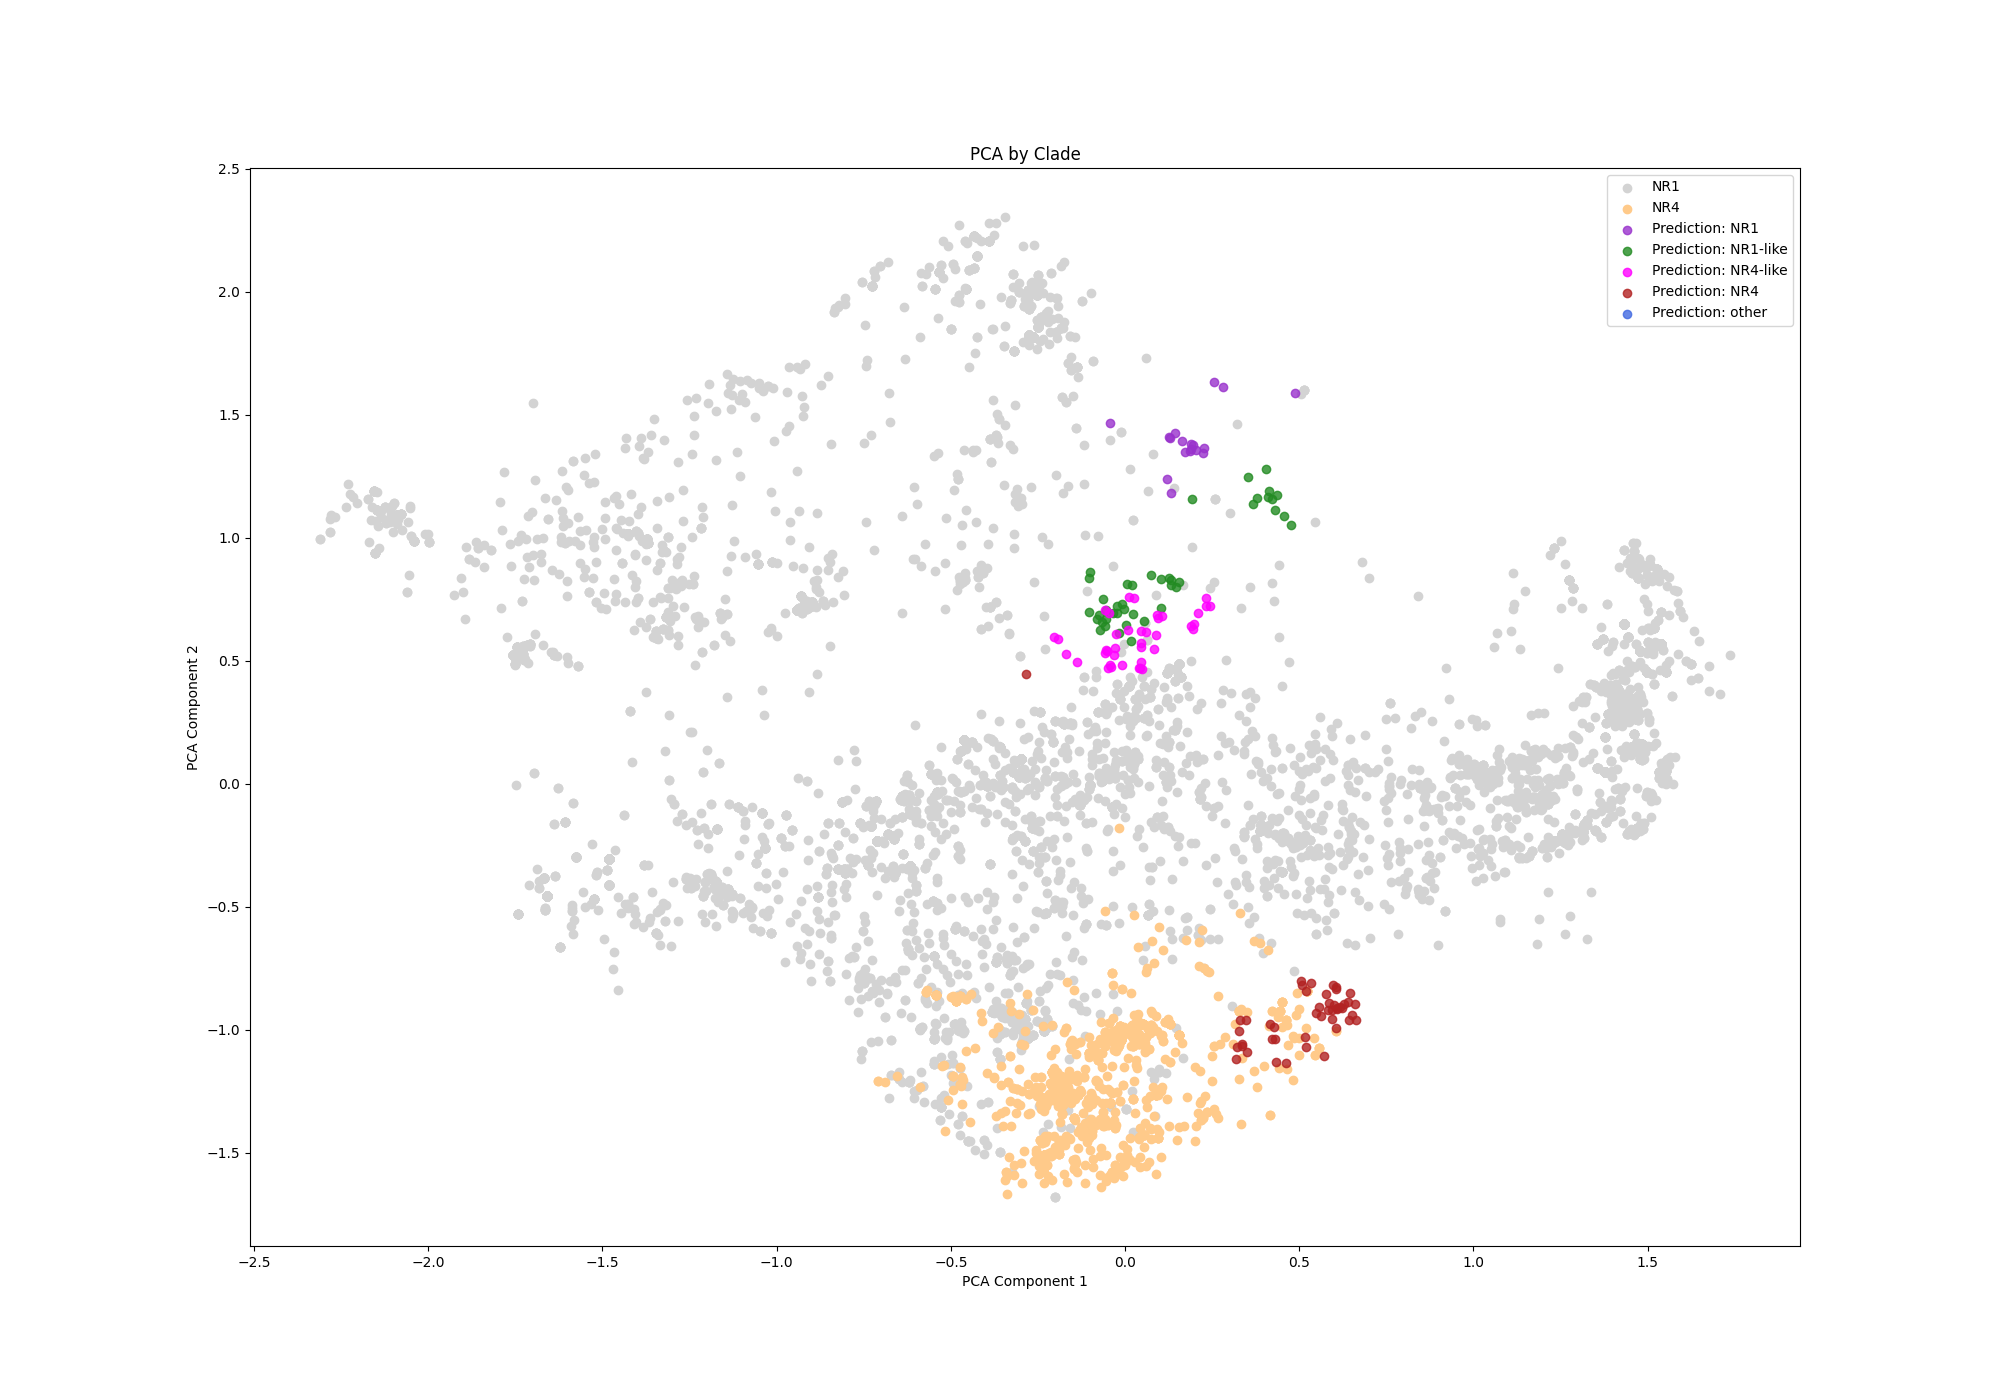 PCA by Clade
NR1
NR4
Prediction: NR1
Prediction: NR1-like
Prediction: NR4-like
Prediction: NR4
Prediction: other
2.5
2.0
1.5
1.0
0.5
0.0
−0.5
−1.0
−1.5
PCA Component 2
−2.5 −2.0 −1.5 −1.0 −0.5 0.0 0.5 1.0 1.5
PCA Component 1